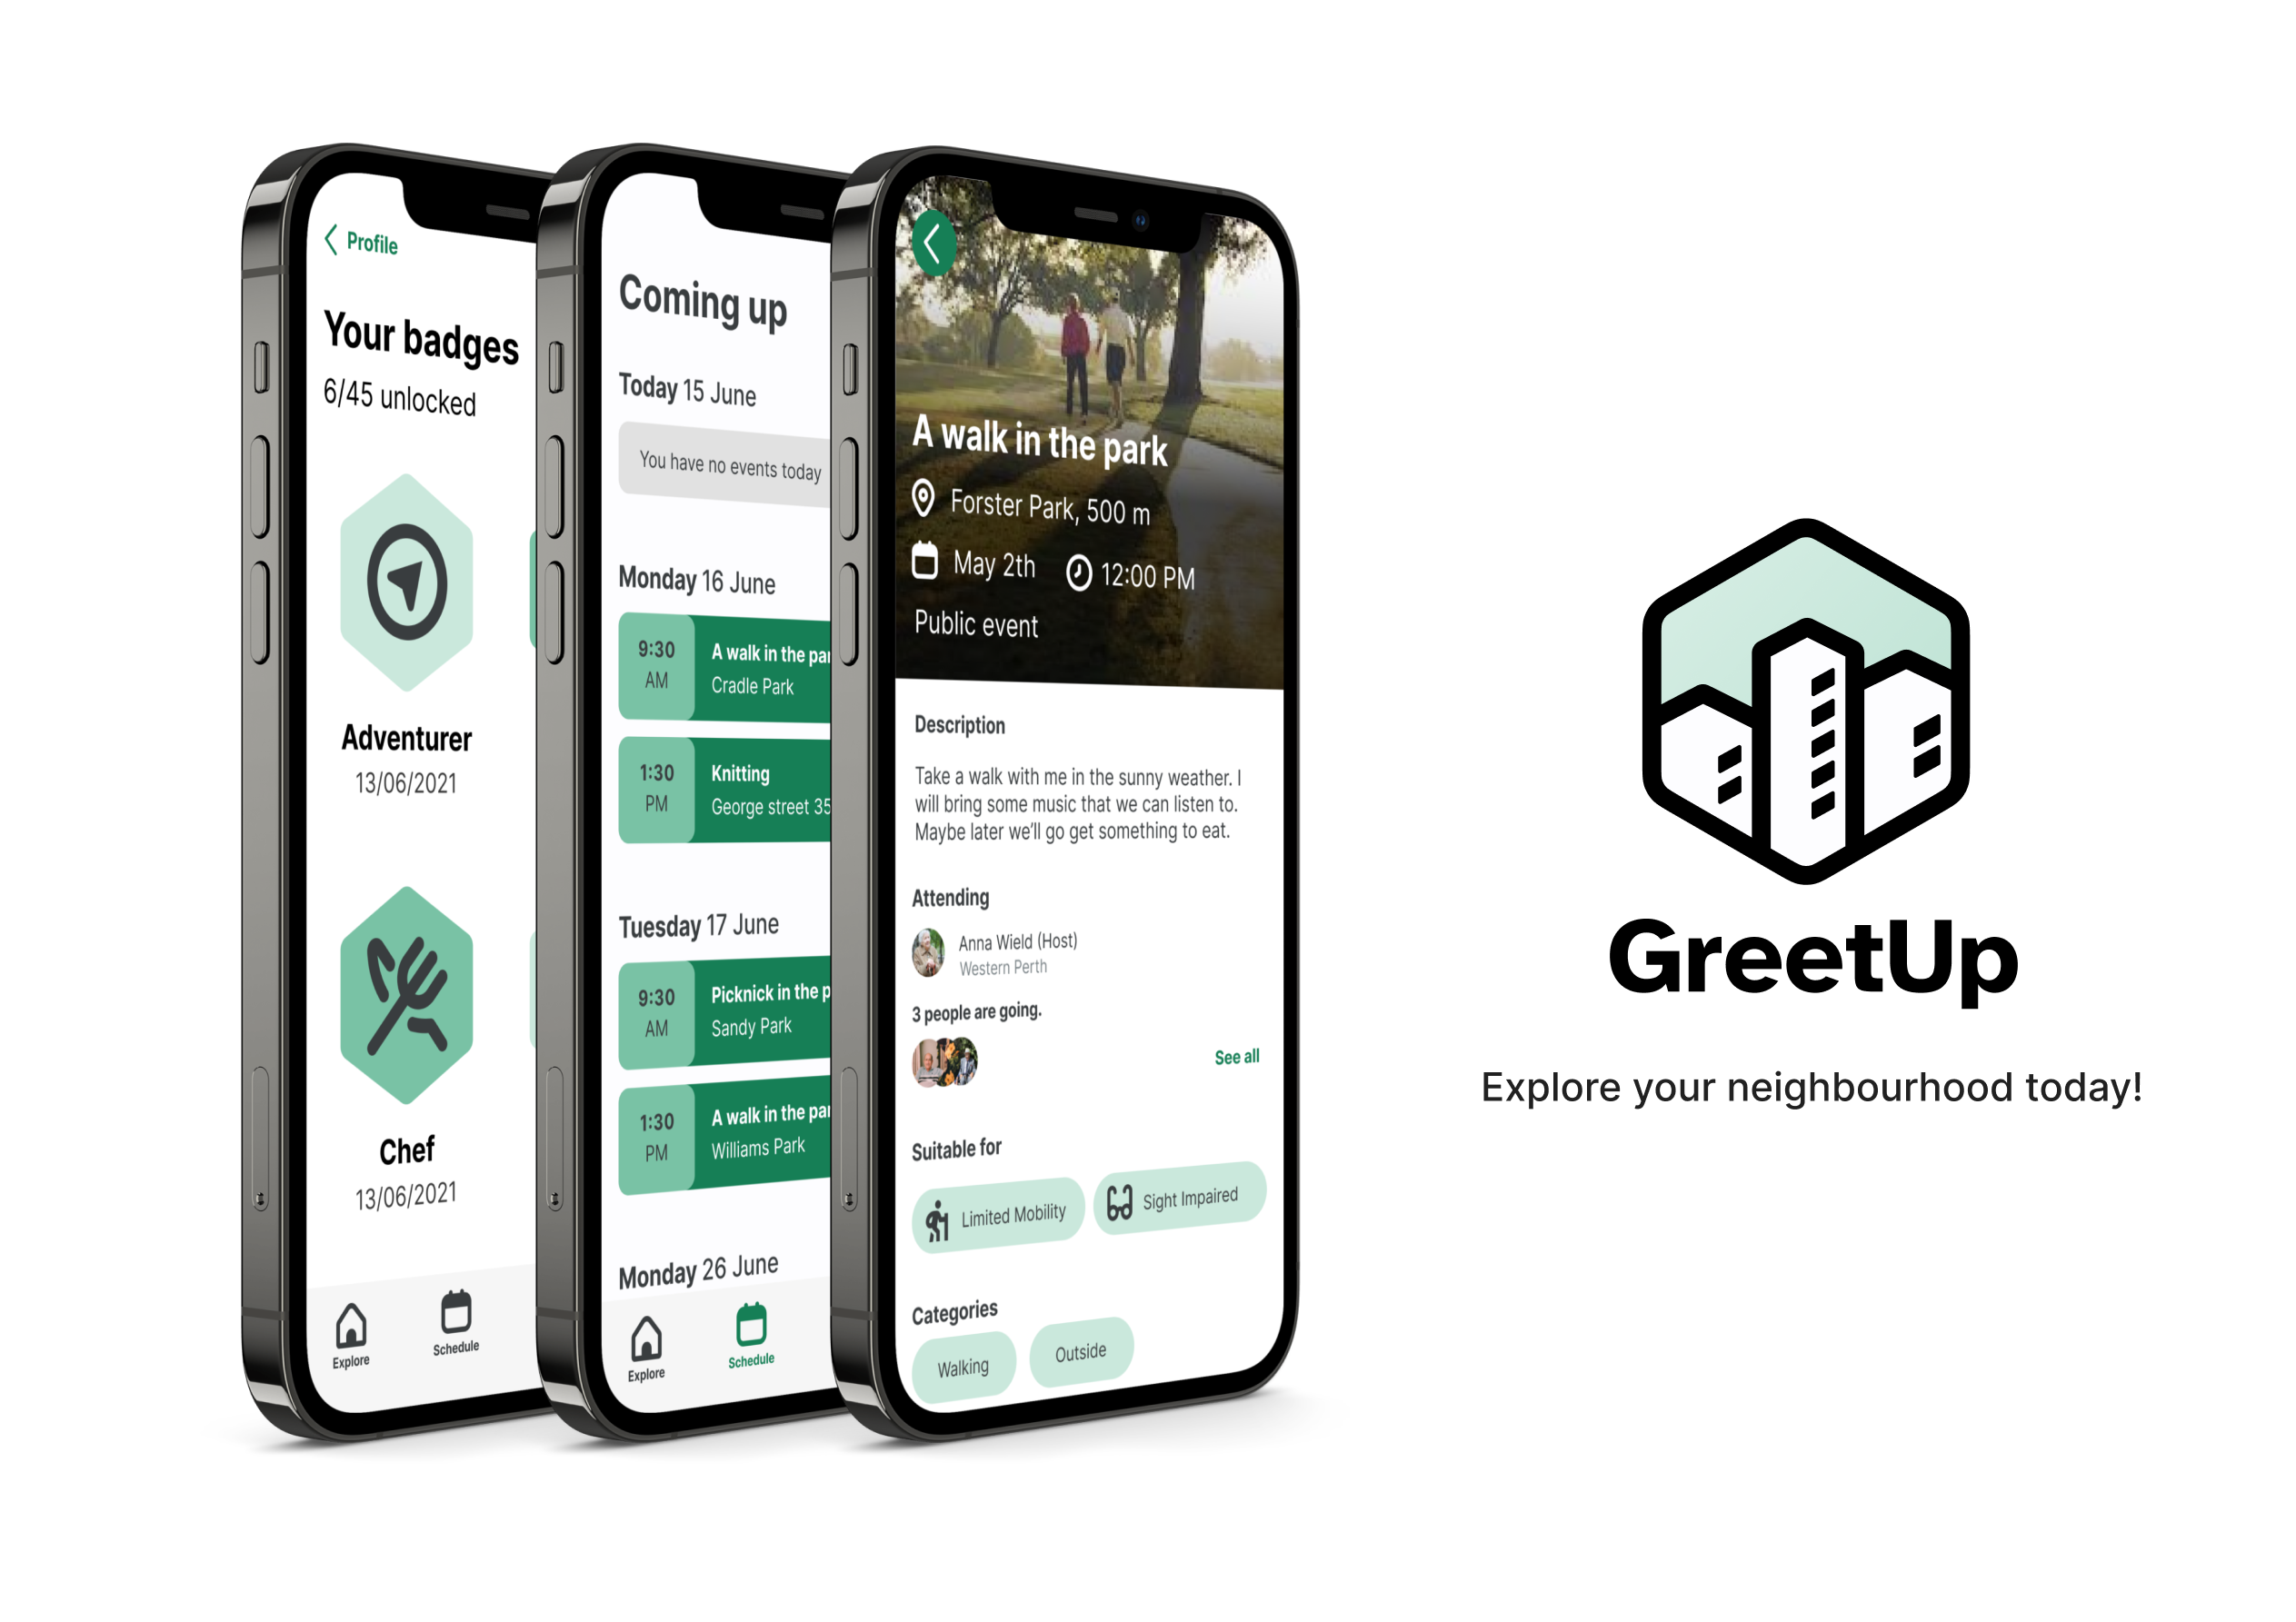 Profile
Your badges
6/45 unlocked
Adventurer
13/06/2021
Chef
13/06/2021
Explore
Schedule
Coming up
Today 15 June
You have no events today
Monday 16 June
9:30
AM
A walk in the par
Cradle Park
1:30
PM
Knitting
George street 35
Tuesday 17 June
9:30
AM
Picknick in the p
Sandy Park
1:30
PM
A walk in the par
Williams Park
Monday 26 June
Explore
Schedule
A walk in the park
Forster Park, 500 m
May 2th
12:00 PM
Public event
Description
Take a walk with me in the sunny weather. I
will bring some music that we can listen to.
Maybe later we'll go get something to eat.
Attending
Anna Wield (Host)
Western Perth
3 people are going.
See all
Suitable for
Limited Mobility
Sight Impaired
Categories
Walking
Outside
GreetUp
Explore your neighbourhood today!